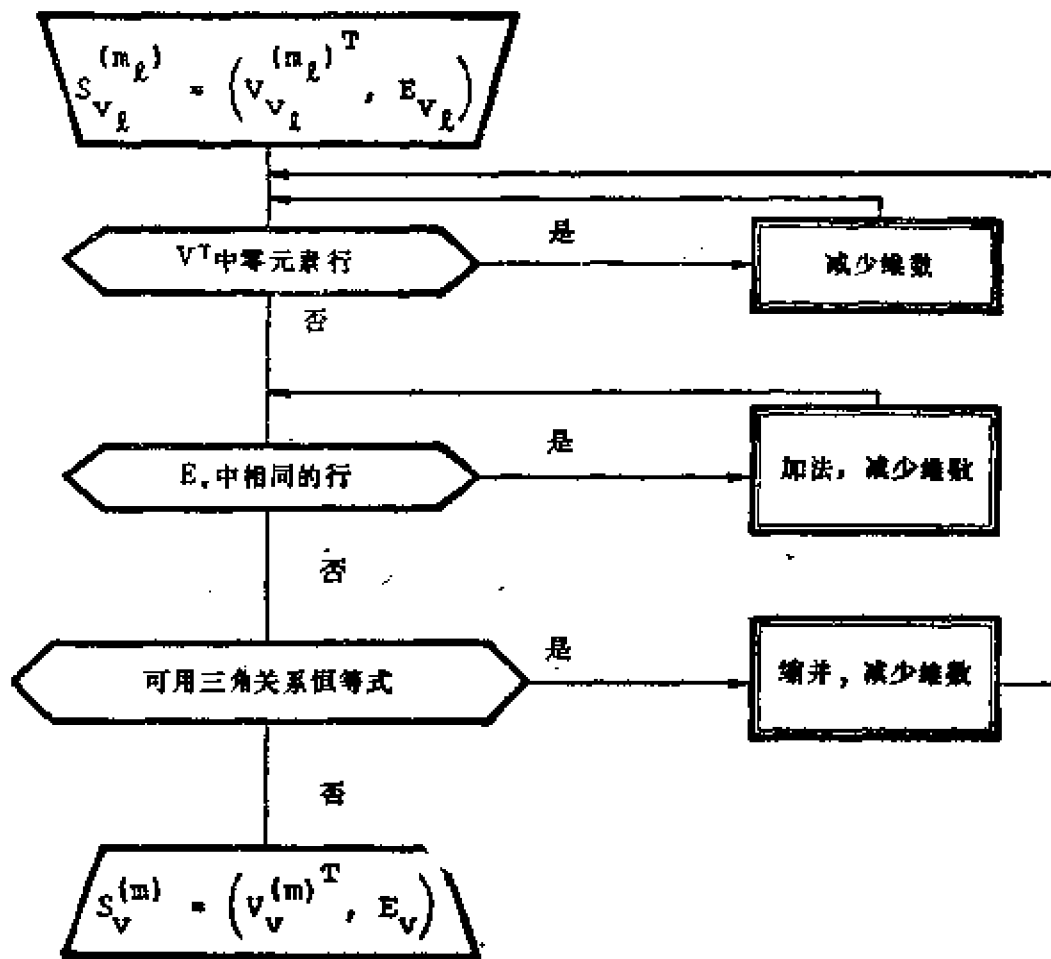 S_{v_ℓ}^{(m_ℓ)} = (V_{v_ℓ}^{(m_ℓ)T}, E_{v_ℓ})
V^T中零元素行
是
减少维数
否
E_v中相同的行
是
加法，减少维数
否
可用三角关系恒等式
是
缩并，减少维数
否
S_v^{(m)} = (V_v^{(m)T}, E_v)